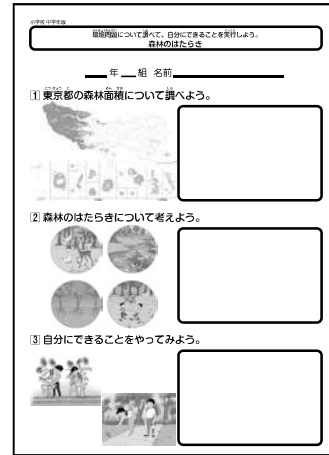 小学校 中学年版
環境問題について調べて、自分にできることを実行しよう。
森林のはたらき
年 組 名前
1 東京都の森林面積について調べよう。
2 森林のはたらきについて考えよう。
3 自分にできることをやってみよう。